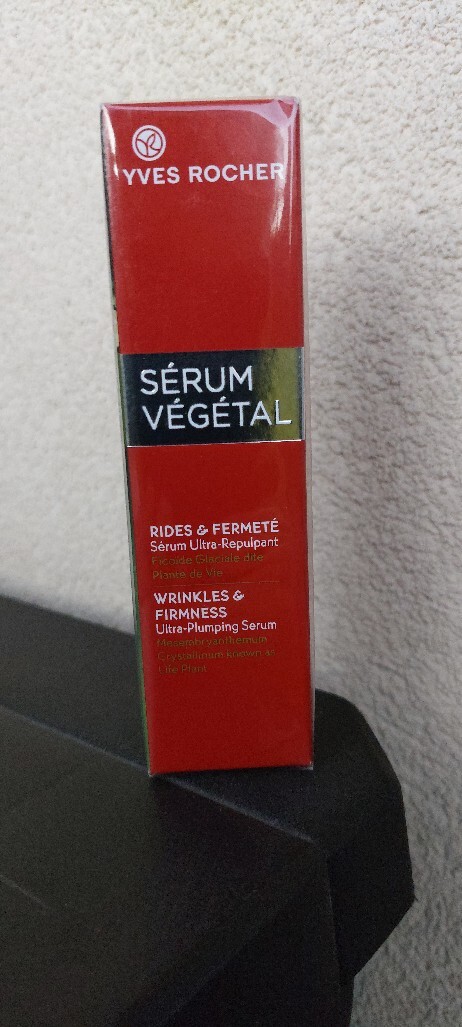 YVES ROCHER
SÉRUM
VÉGÉTAL
RIDES & FERMETÉ
Sérum Ultra-Repulpant
Ficoïde Glaciale dite
Plante de Vie
WRINKLES &
FIRMNESS
Ultra-Plumping Serum
Mesembryanthemum
Crystallinum known as
Life Plant